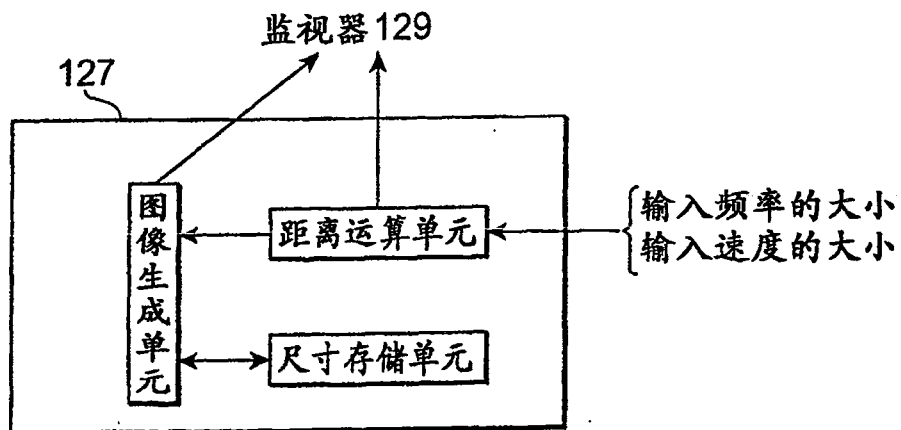 监视器129
127
图像生成单元
距离运算单元
输入频率的大小
输入速度的大小
尺寸存储单元